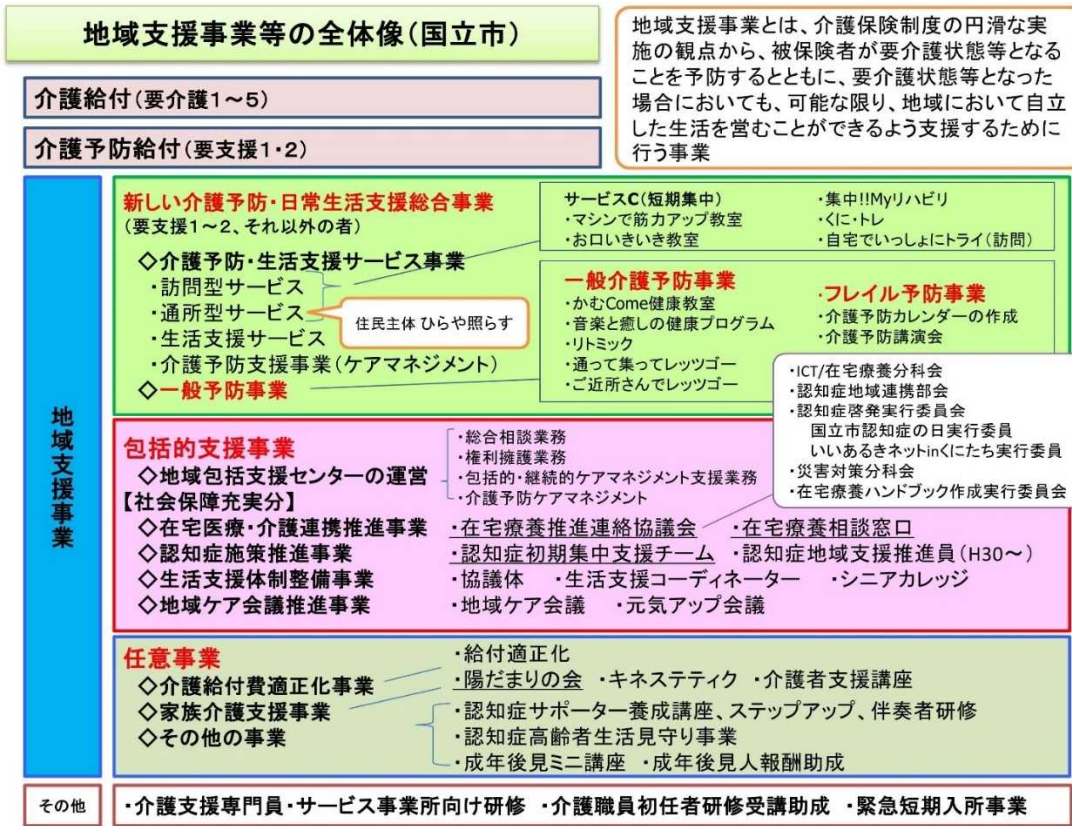 地域支援事業等の全体像(国立市)
地域支援事業とは、介護保険制度の円滑な実
施の観点から、被保険者が要介護状態等となる
ことを予防するとともに、要介護状態等となった
場合においても、可能な限り、地域において自立
した生活を営むことができるよう支援するために
行う事業
介護給付(要介護1～5)
介護予防給付(要支援1・2)
地域支援事業
新しい介護予防・日常生活支援総合事業
(要支援1～2、それ以外の者)
◇介護予防・生活支援サービス事業
・訪問型サービス
・通所型サービス
・生活支援サービス
・介護予防支援事業(ケアマネジメント)
◇一般予防事業
住民主体 ひらや照らす
サービスC(短期集中)
・マシンで筋力アップ教室
・お口いきいき教室
・集中!!Myリハビリ
・くに・トレ
・自宅でいっしょにトライ(訪問)
一般介護予防事業
・かむCome健康教室
・音楽と癒しの健康プログラム
・リトミック
・通って集ってレッツゴー
・ご近所さんでレッツゴー
・フレイル予防事業
・介護予防カレンダーの作成
・介護予防講演会
・ICT/在宅療養分科会
・認知症地域連携部会
・認知症啓発実行委員会
国立市認知症の日実行委員
いいあるきネットinくにたち実行委員
・災害対策分科会
・在宅療養ハンドブック作成実行委員会
包括的支援事業
◇地域包括支援センターの運営
・総合相談業務
・権利擁護業務
・包括的・継続的ケアマネジメント支援業務
・介護予防ケアマネジメント
【社会保障充実分】
◇在宅医療・介護連携推進事業 ・在宅療養推進連絡協議会 ・在宅療養相談窓口
◇認知症施策推進事業 ・認知症初期集中支援チーム ・認知症地域支援推進員(H30～)
◇生活支援体制整備事業 ・協議体 ・生活支援コーディネーター ・シニアカレッジ
◇地域ケア会議推進事業 ・地域ケア会議 ・元気アップ会議
任意事業
◇介護給付費適正化事業
◇家族介護支援事業
◇その他の事業
・給付適正化
・陽だまりの会 ・キネステティク ・介護者支援講座
・認知症サポーター養成講座、ステップアップ、伴奏者研修
・認知症高齢者生活見守り事業
・成年後見ミニ講座 ・成年後見人報酬助成
その他 ・介護支援専門員・サービス事業所向け研修 ・介護職員初任者研修受講助成 ・緊急短期入所事業